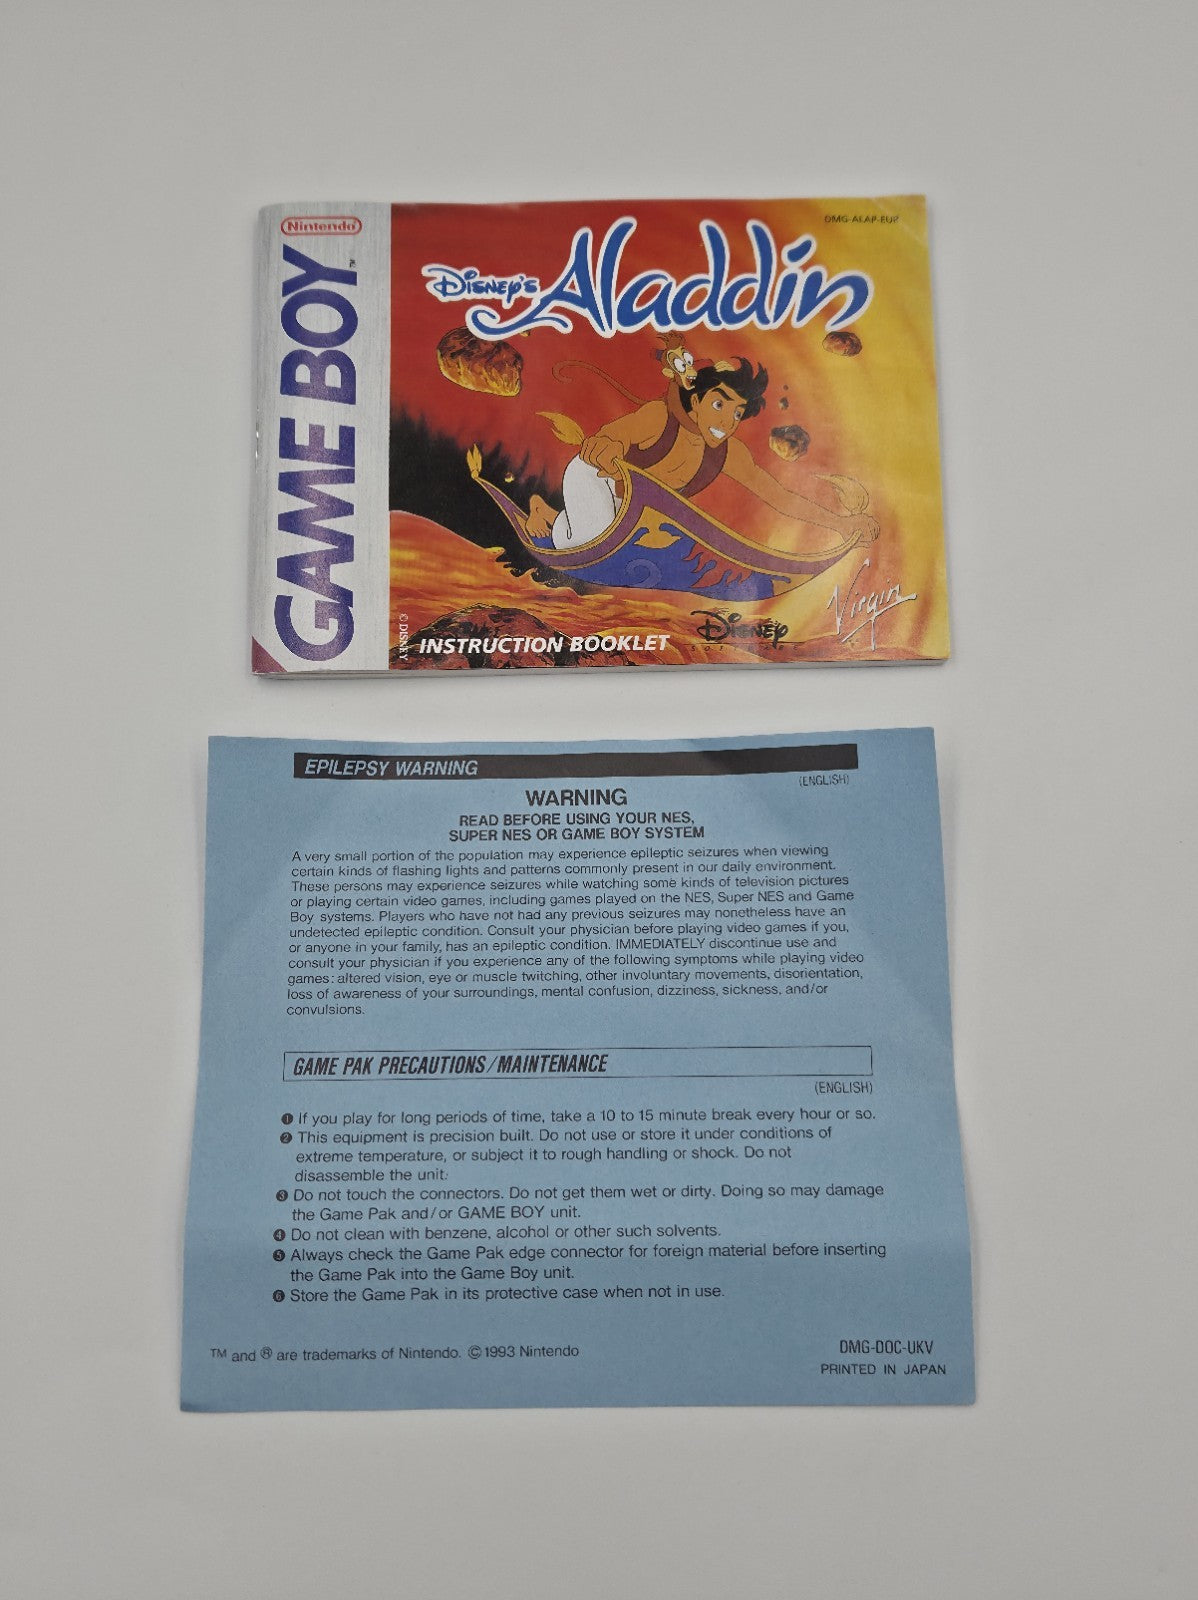 Nintendo
GAME BOY™
DMG-ALAP-EUR
Disney's Aladdin
© DISNEY
INSTRUCTION BOOKLET
Disney
SOFTWARE
Virgin
EPILEPSY WARNING
(ENGLISH)
WARNING
READ BEFORE USING YOUR NES,
SUPER NES OR GAME BOY SYSTEM
A very small portion of the population may experience epileptic seizures when viewing
certain kinds of flashing lights and patterns commonly present in our daily environment.
These persons may experience seizures while watching some kinds of television pictures
or playing certain video games, including games played on the NES, Super NES and Game
Boy systems. Players who have not had any previous seizures may nonetheless have an
undetected epileptic condition. Consult your physician before playing video games if you,
or anyone in your family, has an epileptic condition. IMMEDIATELY discontinue use and
consult your physician if you experience any of the following symptoms while playing video
games: altered vision, eye or muscle twitching, other involuntary movements, disorientation,
loss of awareness of your surroundings, mental confusion, dizziness, sickness, and/or
convulsions.
GAME PAK PRECAUTIONS/MAINTENANCE
(ENGLISH)
❶ If you play for long periods of time, take a 10 to 15 minute break every hour or so.
❷ This equipment is precision built. Do not use or store it under conditions of
extreme temperature, or subject it to rough handling or shock. Do not
disassemble the unit.
❸ Do not touch the connectors. Do not get them wet or dirty. Doing so may damage
the Game Pak and/or GAME BOY unit.
❹ Do not clean with benzene, alcohol or other such solvents.
❺ Always check the Game Pak edge connector for foreign material before inserting
the Game Pak into the Game Boy unit.
❻ Store the Game Pak in its protective case when not in use.
TM and ® are trademarks of Nintendo. ©1993 Nintendo
DMG-DOC-UKV
PRINTED IN JAPAN